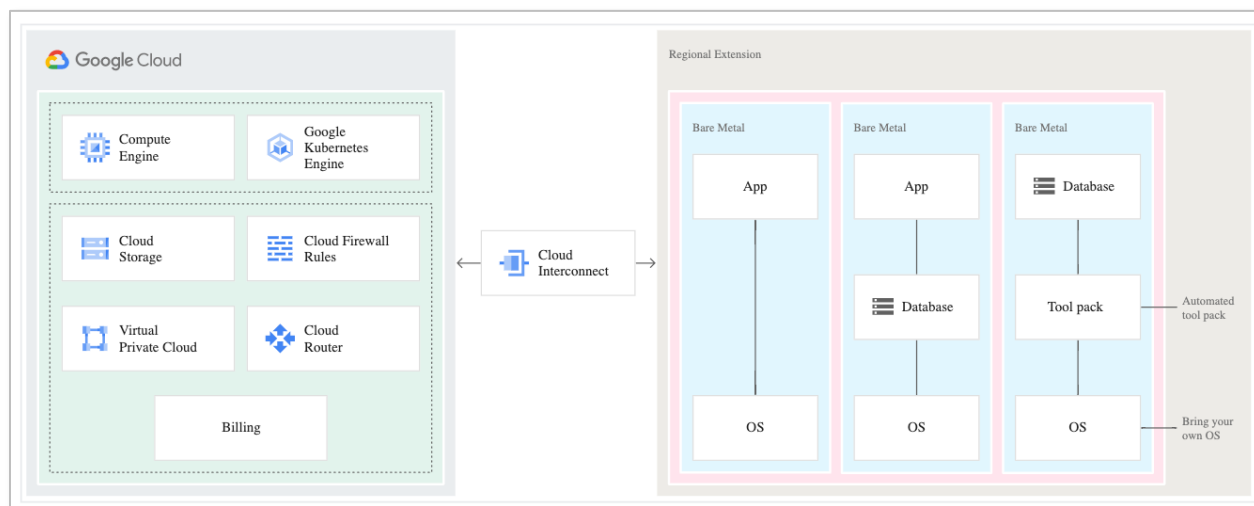 Google Cloud
Compute
Engine
Google
Kubernetes
Engine
Cloud
Storage
Cloud Firewall
Rules
Virtual
Private Cloud
Cloud
Router
Billing
Cloud
Interconnect
Regional Extension
Bare Metal
App
OS
Bare Metal
App
Database
OS
Bare Metal
Database
Tool pack
OS
Automated
tool pack
Bring your
own OS